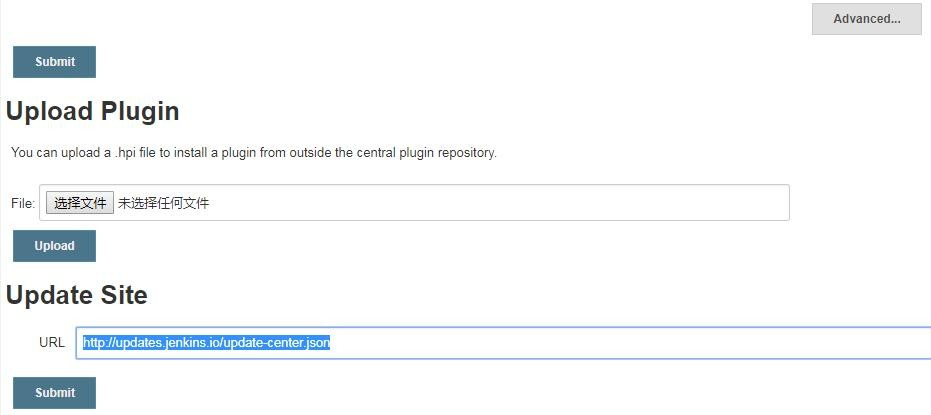 Advanced...
Submit
Upload Plugin
You can upload a .hpi file to install a plugin from outside the central plugin repository.
File: 选择文件 未选择任何文件
Upload
Update Site
URL http://updates.jenkins.io/update-center.json
Submit